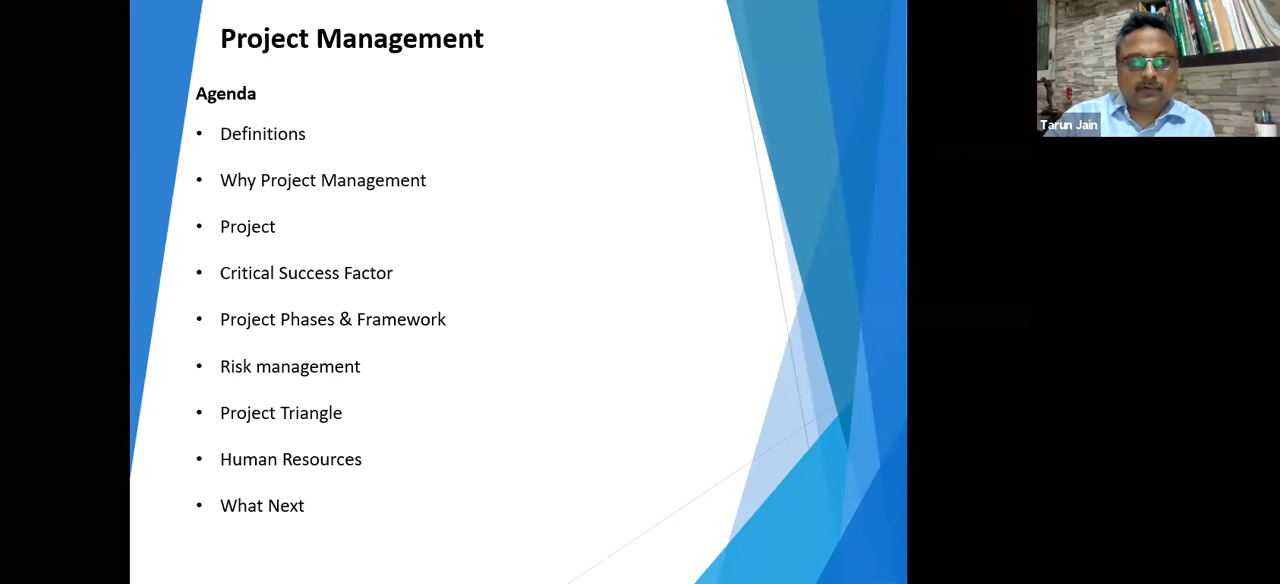 Project Management
Agenda
• Definitions
• Why Project Management
• Project
• Critical Success Factor
• Project Phases & Framework
• Risk management
• Project Triangle
• Human Resources
• What Next
Tarun Jain